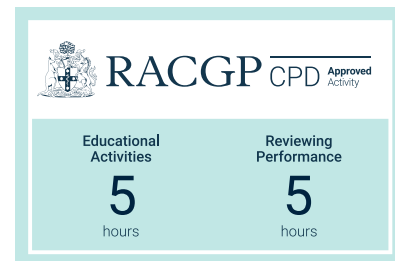 RACGP CPD Approved Activity
Educational Activities
5
hours
Reviewing Performance
5
hours